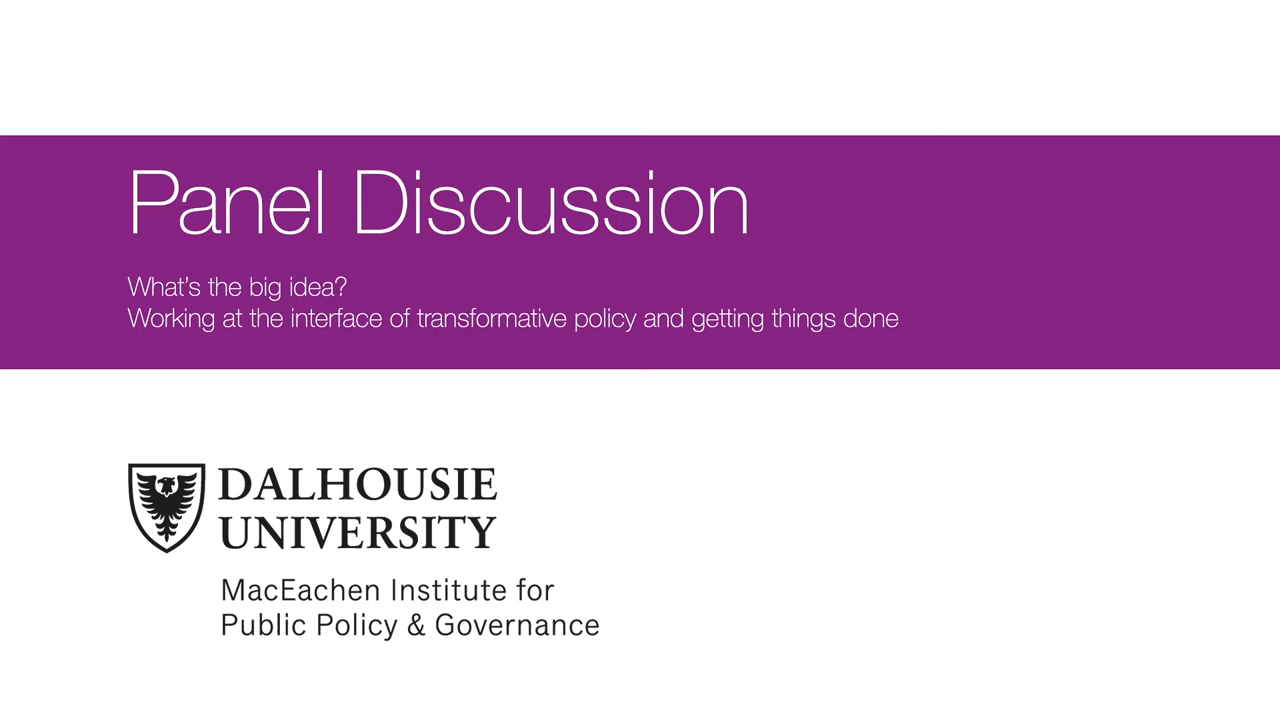 Panel Discussion
What's the big idea?
Working at the interface of transformative policy and getting things done
DALHOUSIE
UNIVERSITY
MacEachen Institute for
Public Policy & Governance